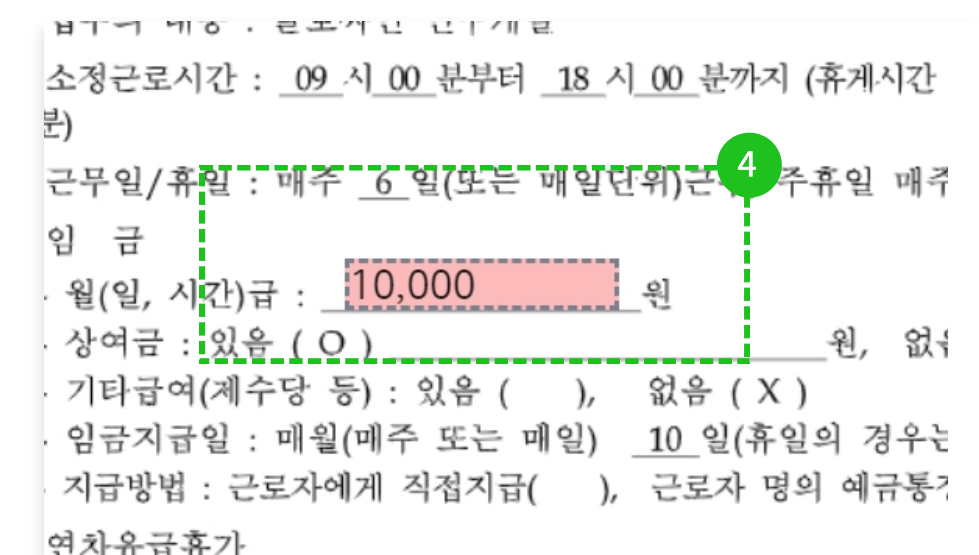 소정근로시간 : 09 시 00 분부터 18 시 00 분까지 (휴게시간
분)
근무일/휴일 : 매주 6 일(또는 매일단위)근 주휴일 매주
4
임 금
- 월(일, 시간)급 : 10,000 원
- 상여금 : 있음 ( O ) 원, 없
- 기타급여(제수당 등) : 있음 ( ), 없음 ( X )
- 임금지급일 : 매월(매주 또는 매일) 10 일(휴일의 경우는
- 지급방법 : 근로자에게 직접지급( ), 근로자 명의 예금통
연차유급휴가